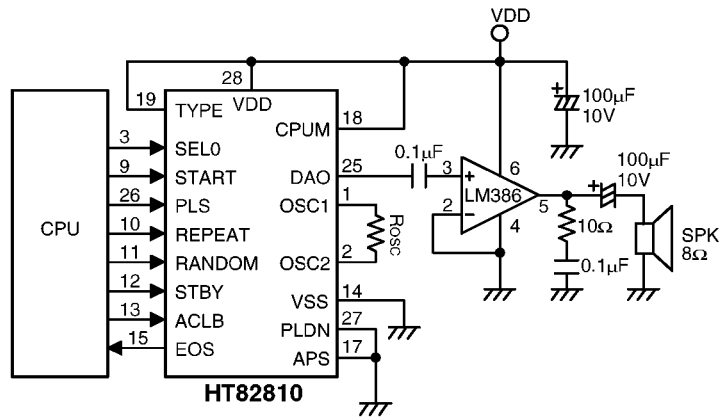 VDD
28
VDD
19
TYPE
CPUM
18
100µF
10V
3
SEL0
9
START
DAO
25
0.1µF
3
+
LM386
6
2
−
4
5
+
100µF
10V
26
PLS
OSC1
1
CPU
10
REPEAT
ROSC
10Ω
SPK
8Ω
11
RANDOM
OSC2
2
0.1µF
12
STBY
VSS
14
13
ACLB
PLDN
27
15
EOS
APS
17
+
HT82810